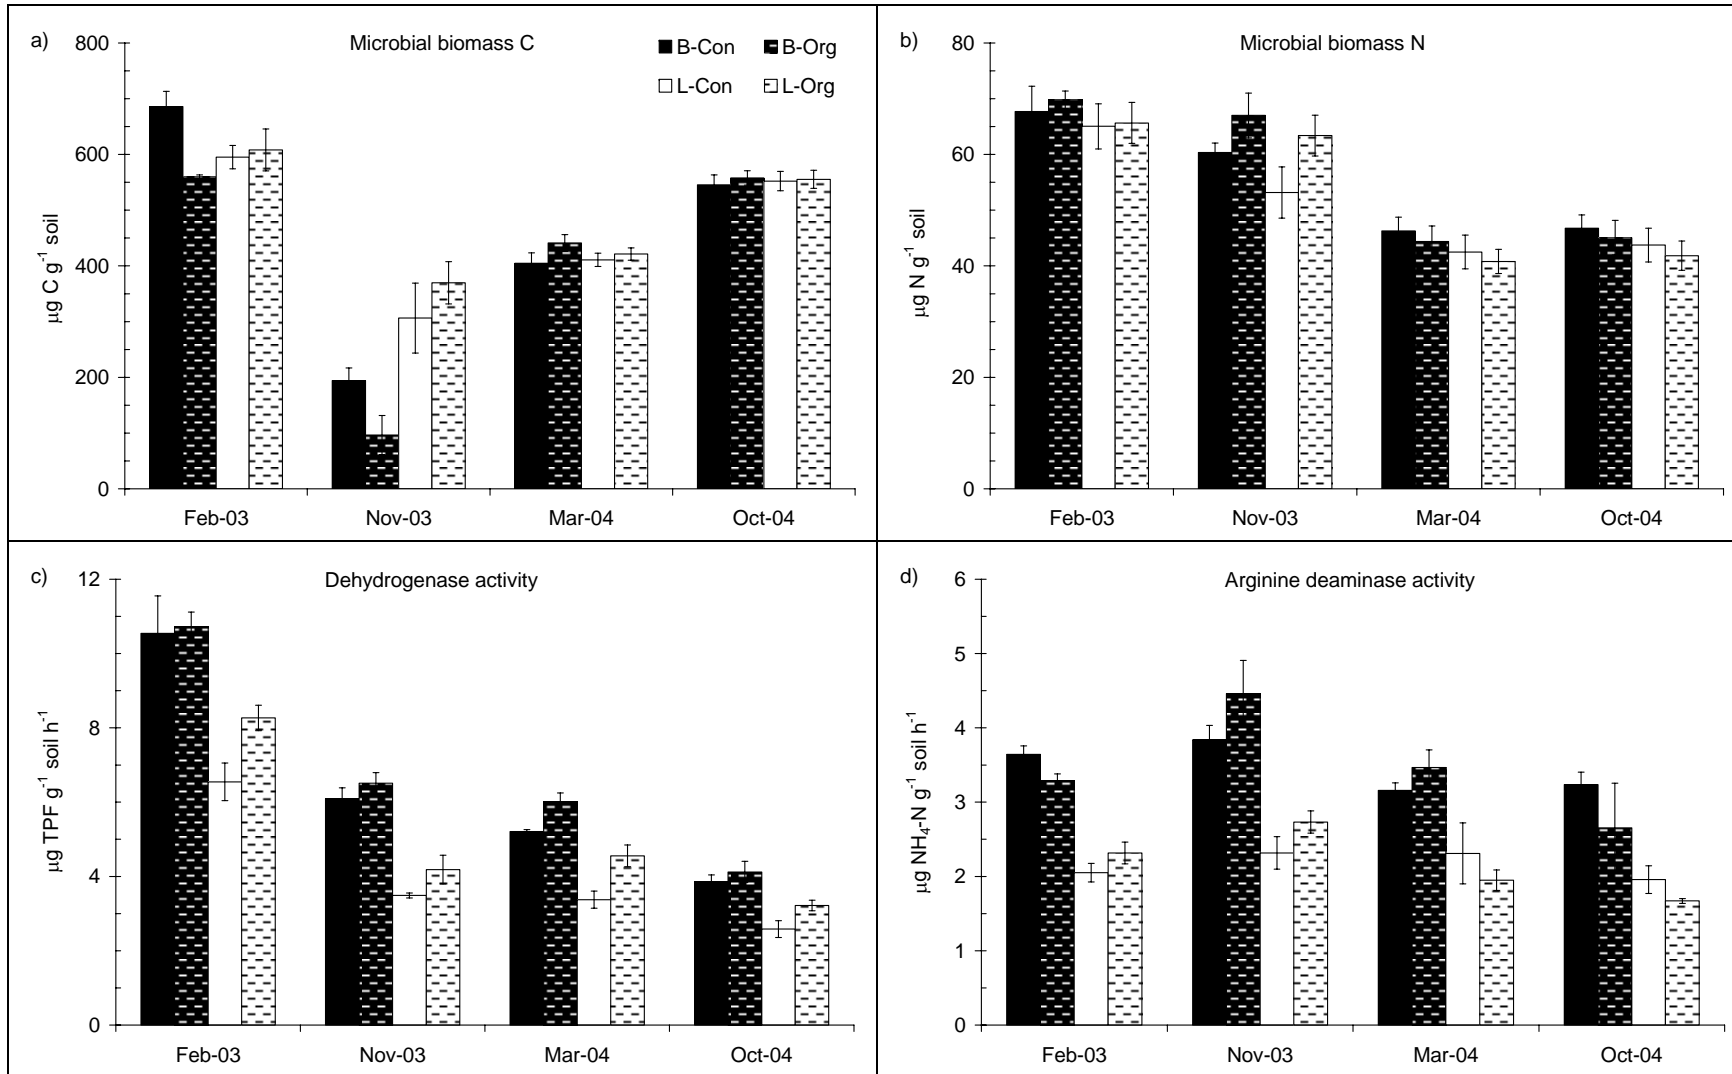 a) Microbial biomass C
B-Con B-Org
L-Con L-Org
µg C g⁻¹ soil
800
600
400
200
0
Feb-03 Nov-03 Mar-04 Oct-04
b) Microbial biomass N
µg N g⁻¹ soil
80
60
40
20
0
Feb-03 Nov-03 Mar-04 Oct-04
c) Dehydrogenase activity
µg TPF g⁻¹ soil h⁻¹
12
8
4
0
Feb-03 Nov-03 Mar-04 Oct-04
d) Arginine deaminase activity
µg NH₄-N g⁻¹ soil h⁻¹
6
5
4
3
2
1
0
Feb-03 Nov-03 Mar-04 Oct-04